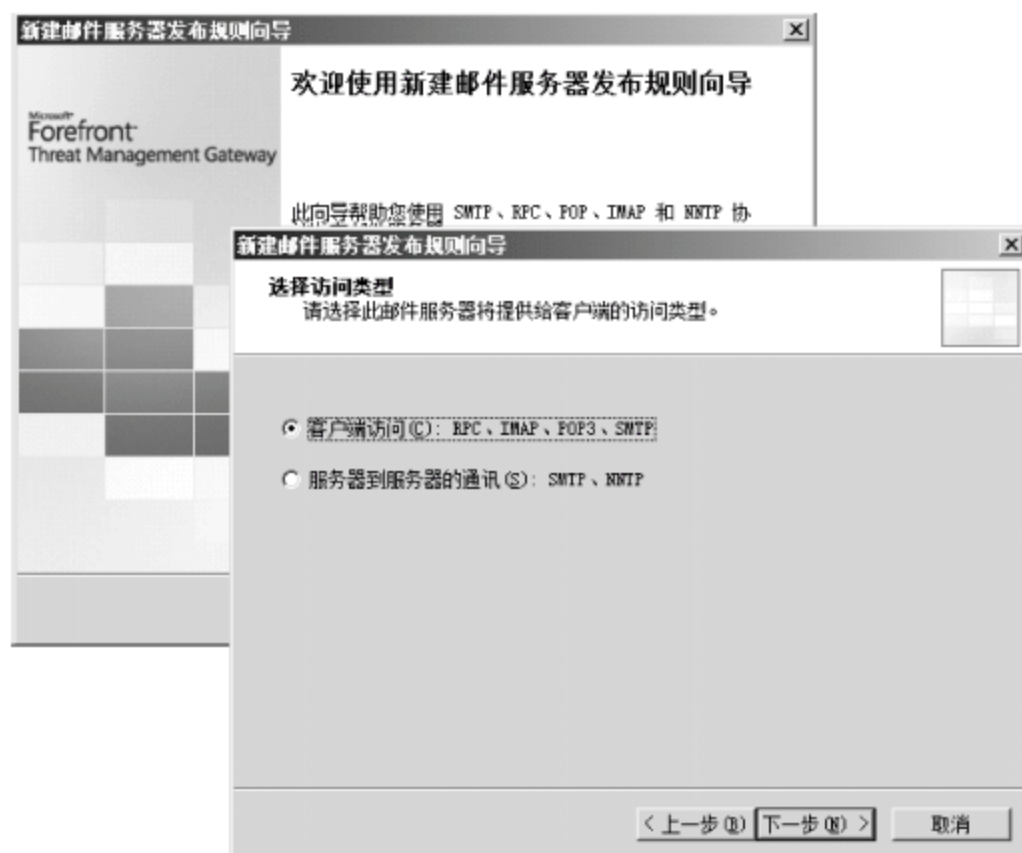 新建邮件服务器发布规则向导
欢迎使用新建邮件服务器发布规则向导
Microsoft
Forefront
Threat Management Gateway
此向导帮助您使用 SMTP、RPC、POP、IMAP 和 NNTP 协
新建邮件服务器发布规则向导
选择访问类型
请选择此邮件服务器将提供给客户端的访问类型。
客户端访问(C): RPC、IMAP、POP3、SMTP
服务器到服务器的通讯(S): SMTP、NNTP
< 上一步(B) 下一步(N) > 取消